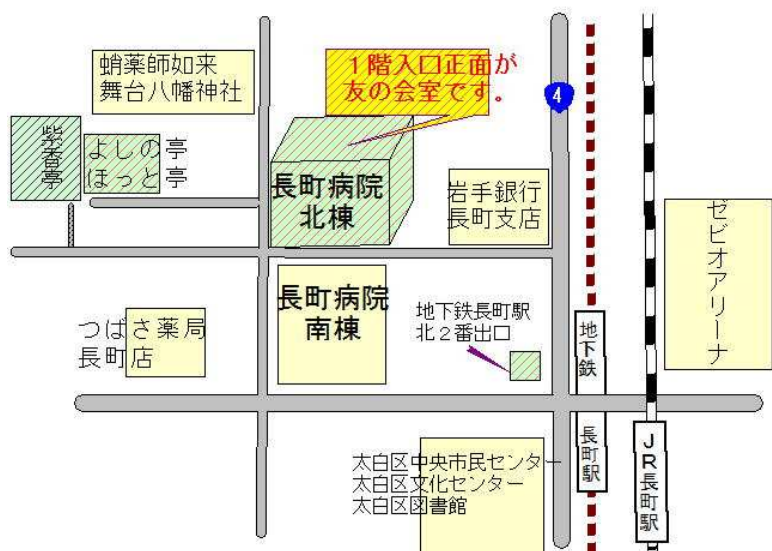 蛸薬師如来
舞台八幡神社
１階入口正面が
友の会室です。
4
紫香亭
よしの亭
ほっと亭
長町病院
北棟
岩手銀行
長町支店
ゼビオアリーナ
長町病院
南棟
つばさ薬局
長町店
地下鉄長町駅
北２番出口
地下鉄 長町駅
ＪＲ長町駅
太白区中央市民センター
太白区文化センター
太白区図書館